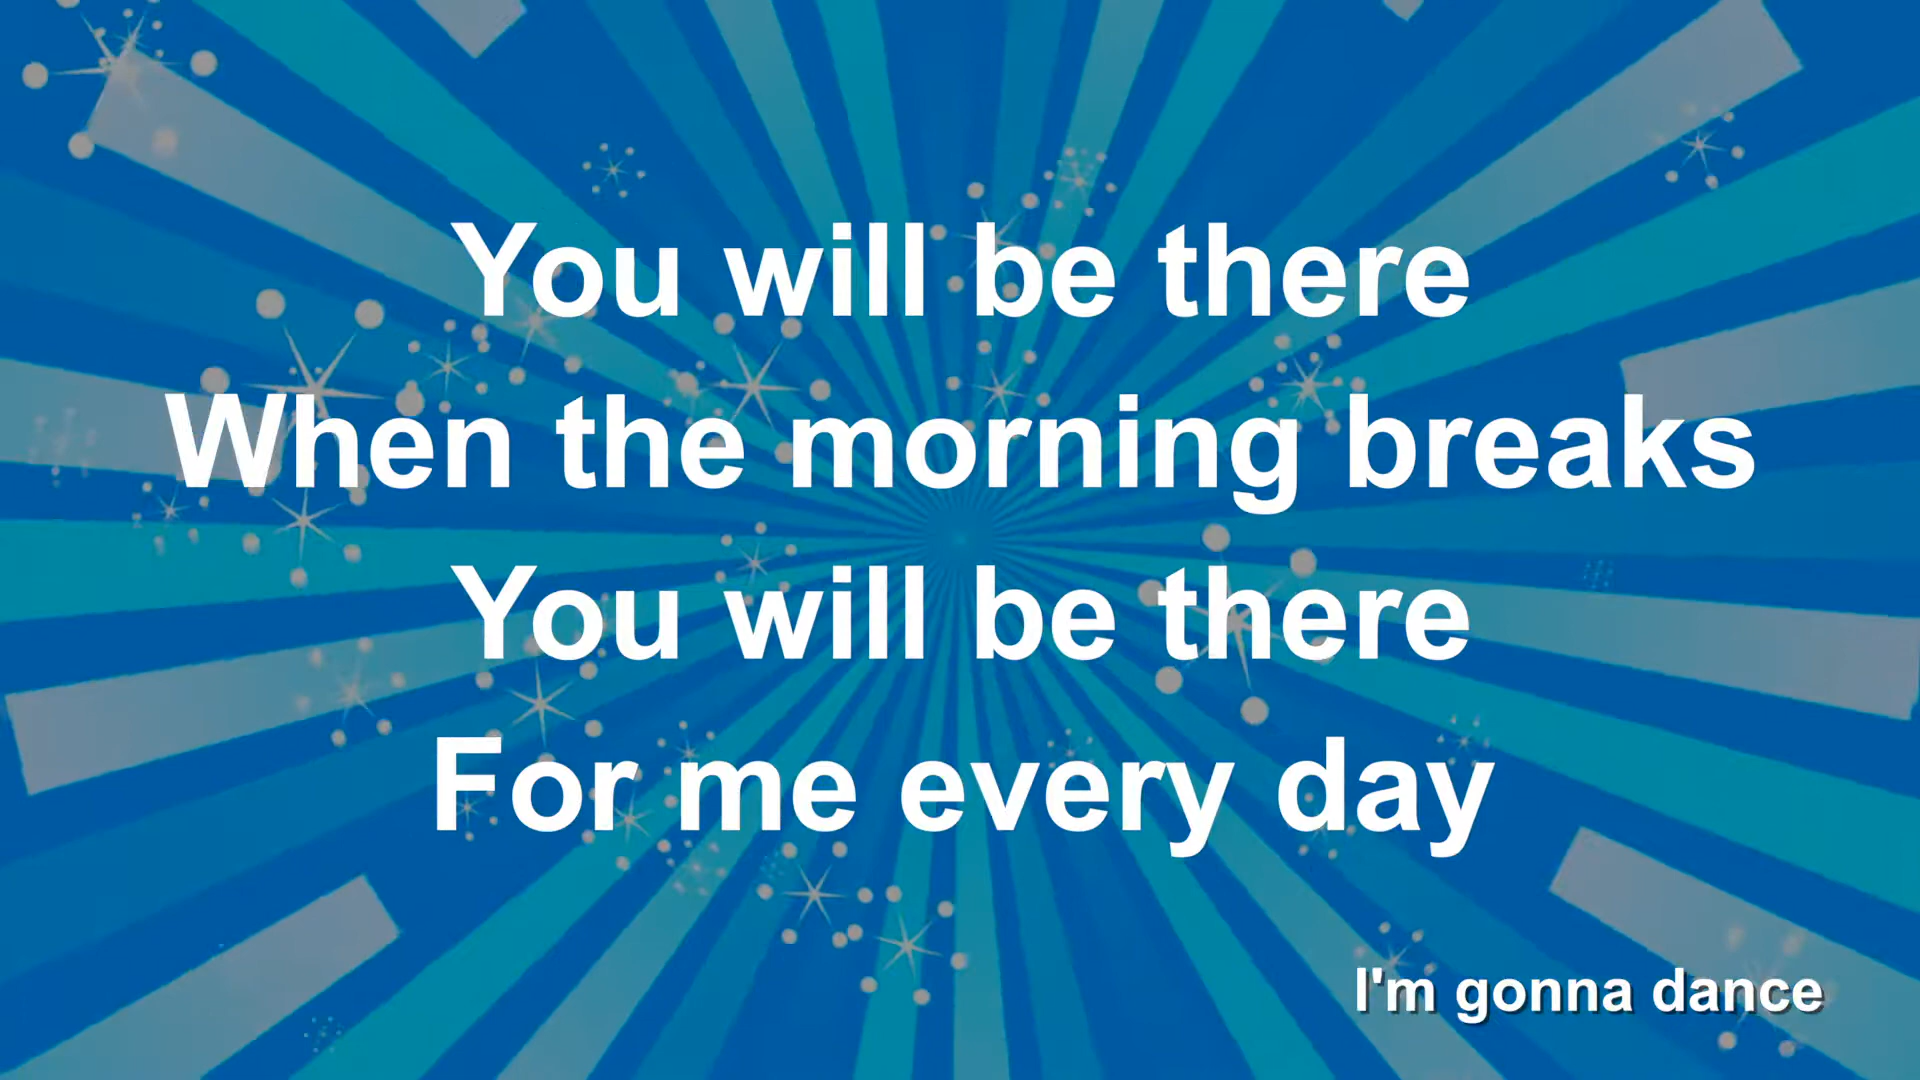 You will be there
When the morning breaks
You will be there
For me every day
I'm gonna dance